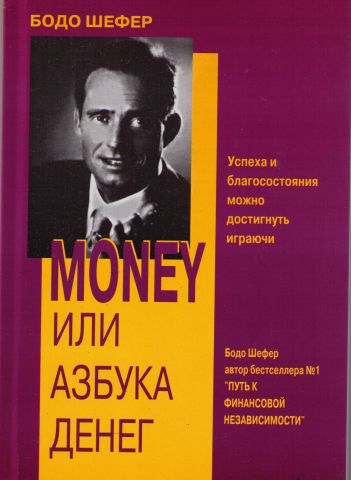 БОДО ШЕФЕР
Успеха и
благосостояния
можно
достигнуть
играючи
MONEY
ИЛИ
АЗБУКА
ДЕНЕГ
Бодо Шефер
автор бестселлера №1
"ПУТЬ К
ФИНАНСОВОЙ
НЕЗАВИСИМОСТИ"